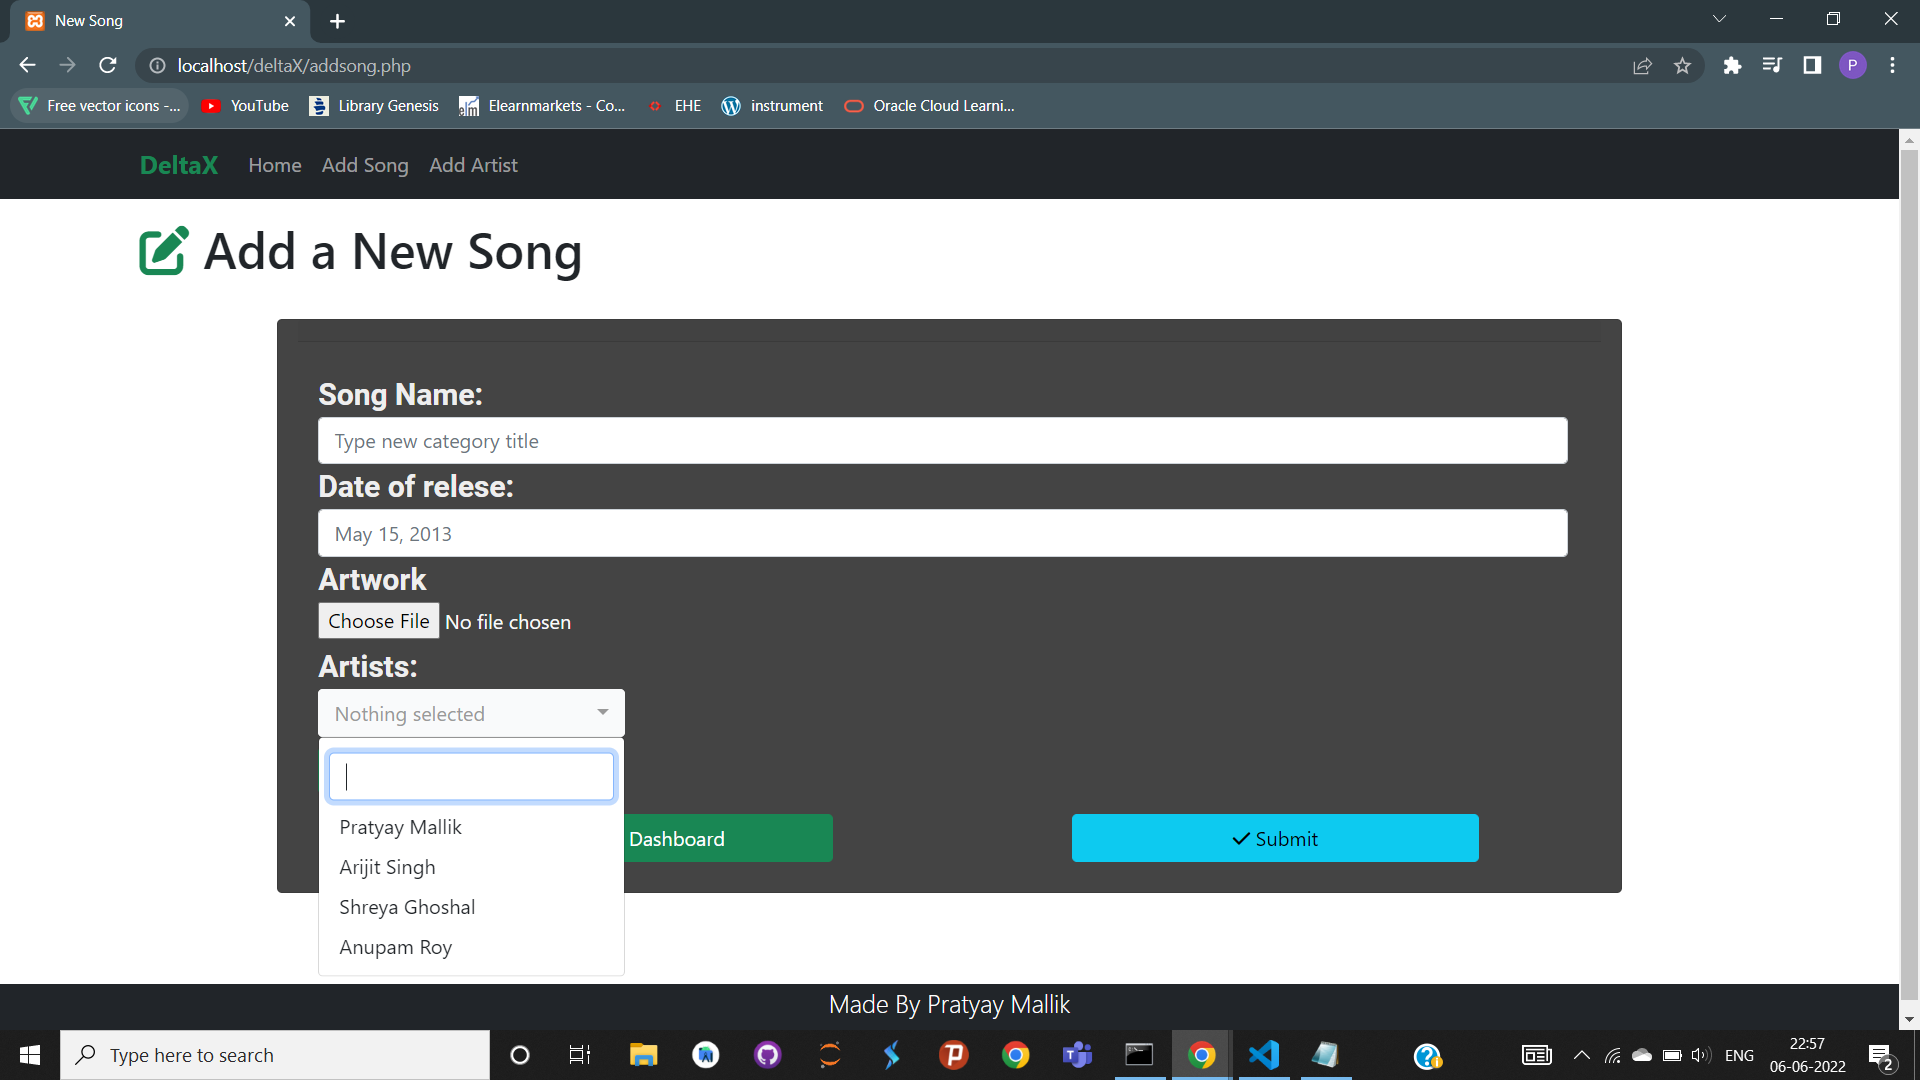 New Song
localhost/deltaX/addsong.php
P
Free vector icons -...
YouTube
Library Genesis
elm
Elearnmarkets - Co...
EHE
instrument
Oracle Cloud Learni...
DeltaX
Home
Add Song
Add Artist
Add a New Song
Song Name:
Type new category title
Date of relese:
May 15, 2013
Artwork
Choose File
No file chosen
Artists:
Nothing selected
Pratyay Mallik
Arijit Singh
Shreya Ghoshal
Anupam Roy
Dashboard
Submit
Made By Pratyay Mallik
Type here to search
ENG
22:57
06-06-2022
2